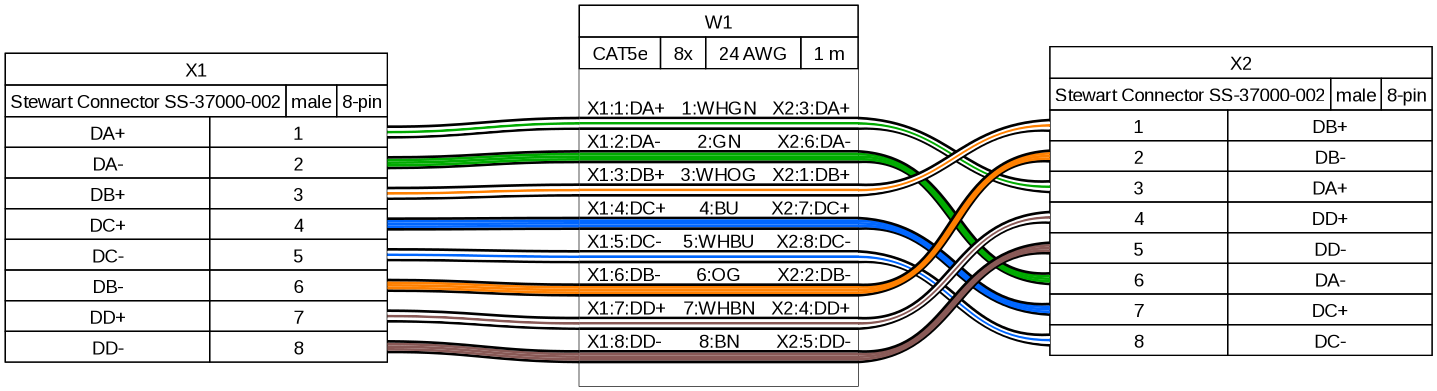 X1
Stewart Connector SS-37000-002 male 8-pin
DA+ 1
DA- 2
DB+ 3
DC+ 4
DC- 5
DB- 6
DD+ 7
DD- 8
W1
CAT5e 8x 24 AWG 1 m
X1:1:DA+ 1:WHGN X2:3:DA+
X1:2:DA- 2:GN X2:6:DA-
X1:3:DB+ 3:WHOG X2:1:DB+
X1:4:DC+ 4:BU X2:7:DC+
X1:5:DC- 5:WHBU X2:8:DC-
X1:6:DB- 6:OG X2:2:DB-
X1:7:DD+ 7:WHBN X2:4:DD+
X1:8:DD- 8:BN X2:5:DD-
X2
Stewart Connector SS-37000-002 male 8-pin
1 DB+
2 DB-
3 DA+
4 DD+
5 DD-
6 DA-
7 DC+
8 DC-